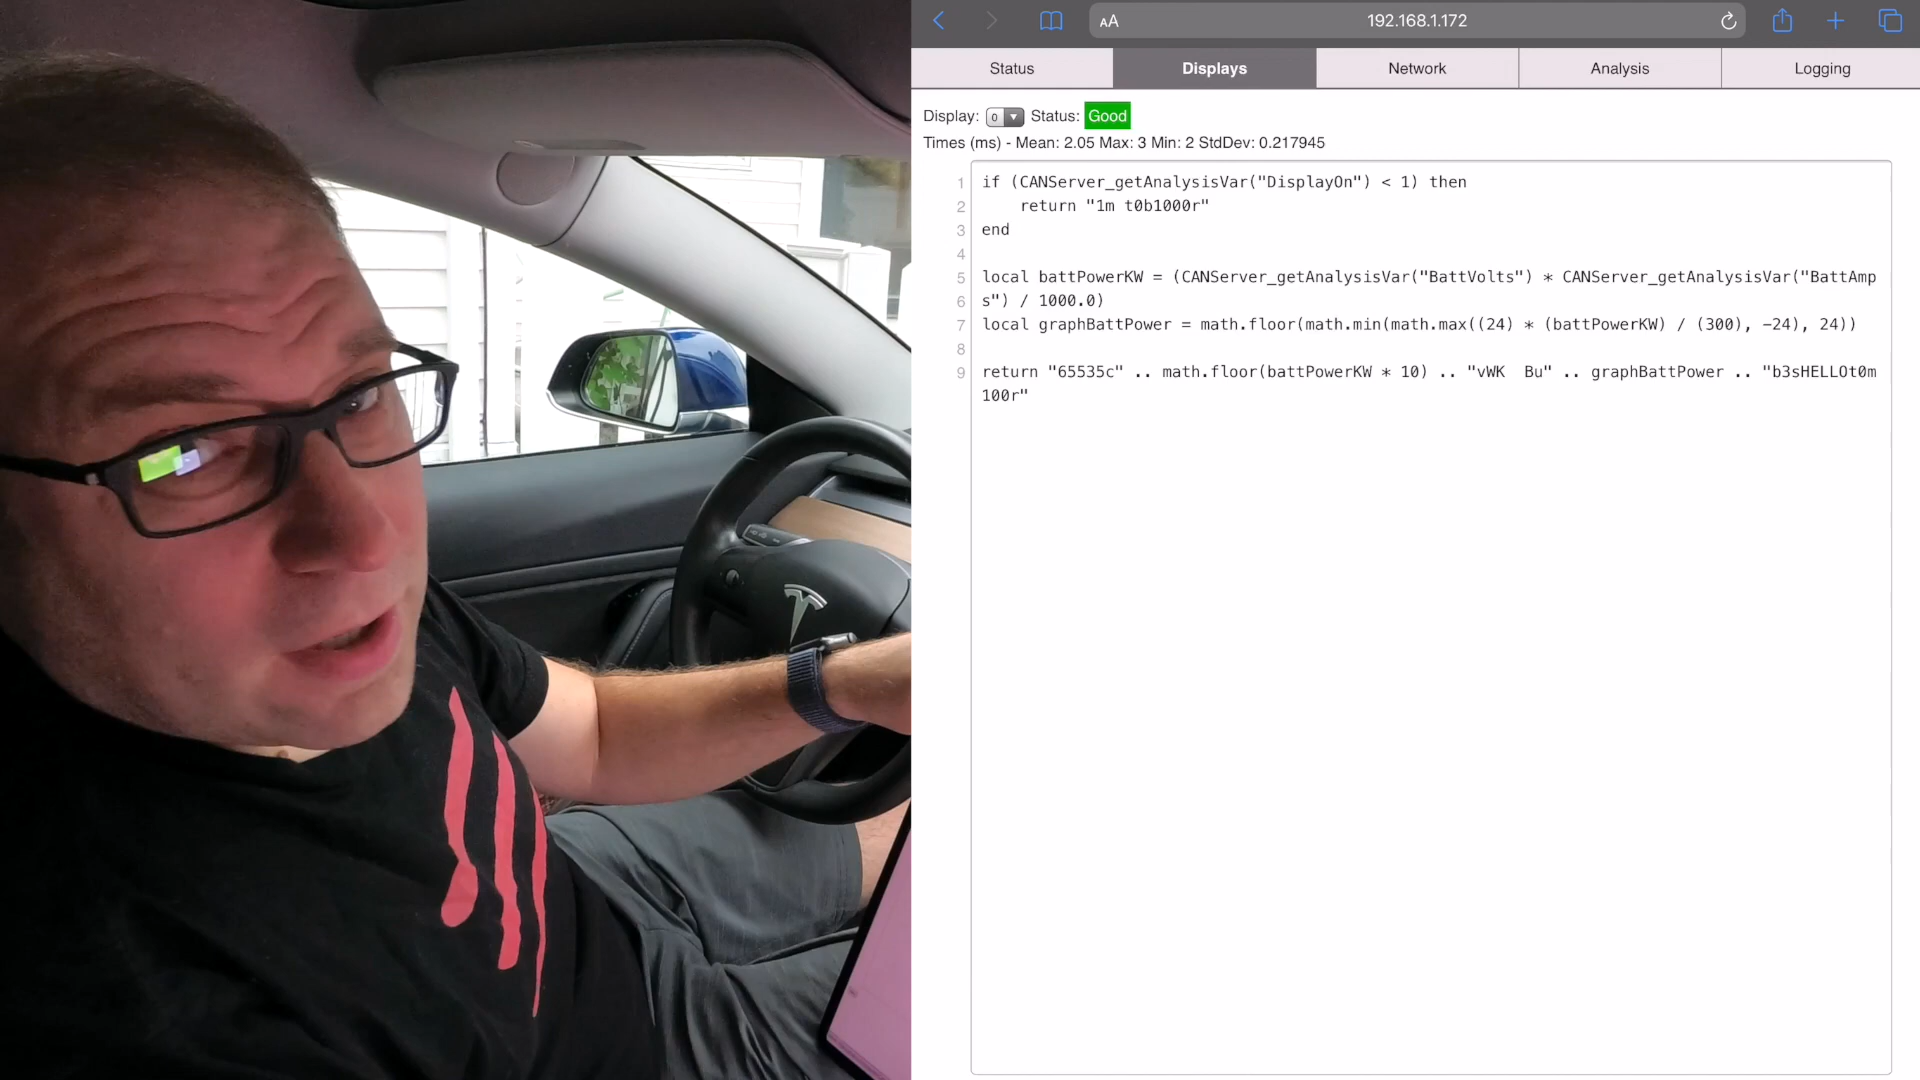 AA
192.168.1.172
Status
Displays
Network
Analysis
Logging
Display: 0 Status: Good
Times (ms) - Mean: 2.05 Max: 3 Min: 2 StdDev: 0.217945
1 if (CANServer_getAnalysisVar("DisplayOn") < 1) then
2 return "1m t0b1000r"
3 end
4
5 local battPowerKW = (CANServer_getAnalysisVar("BattVolts") * CANServer_getAnalysisVar("BattAmp
6 s") / 1000.0)
7 local graphBattPower = math.floor(math.min(math.max((24) * (battPowerKW) / (300), -24), 24))
8
9 return "65535c" .. math.floor(battPowerKW * 10) .. "vWK  Bu" .. graphBattPower .. "b3sHELLOt0m
100r"